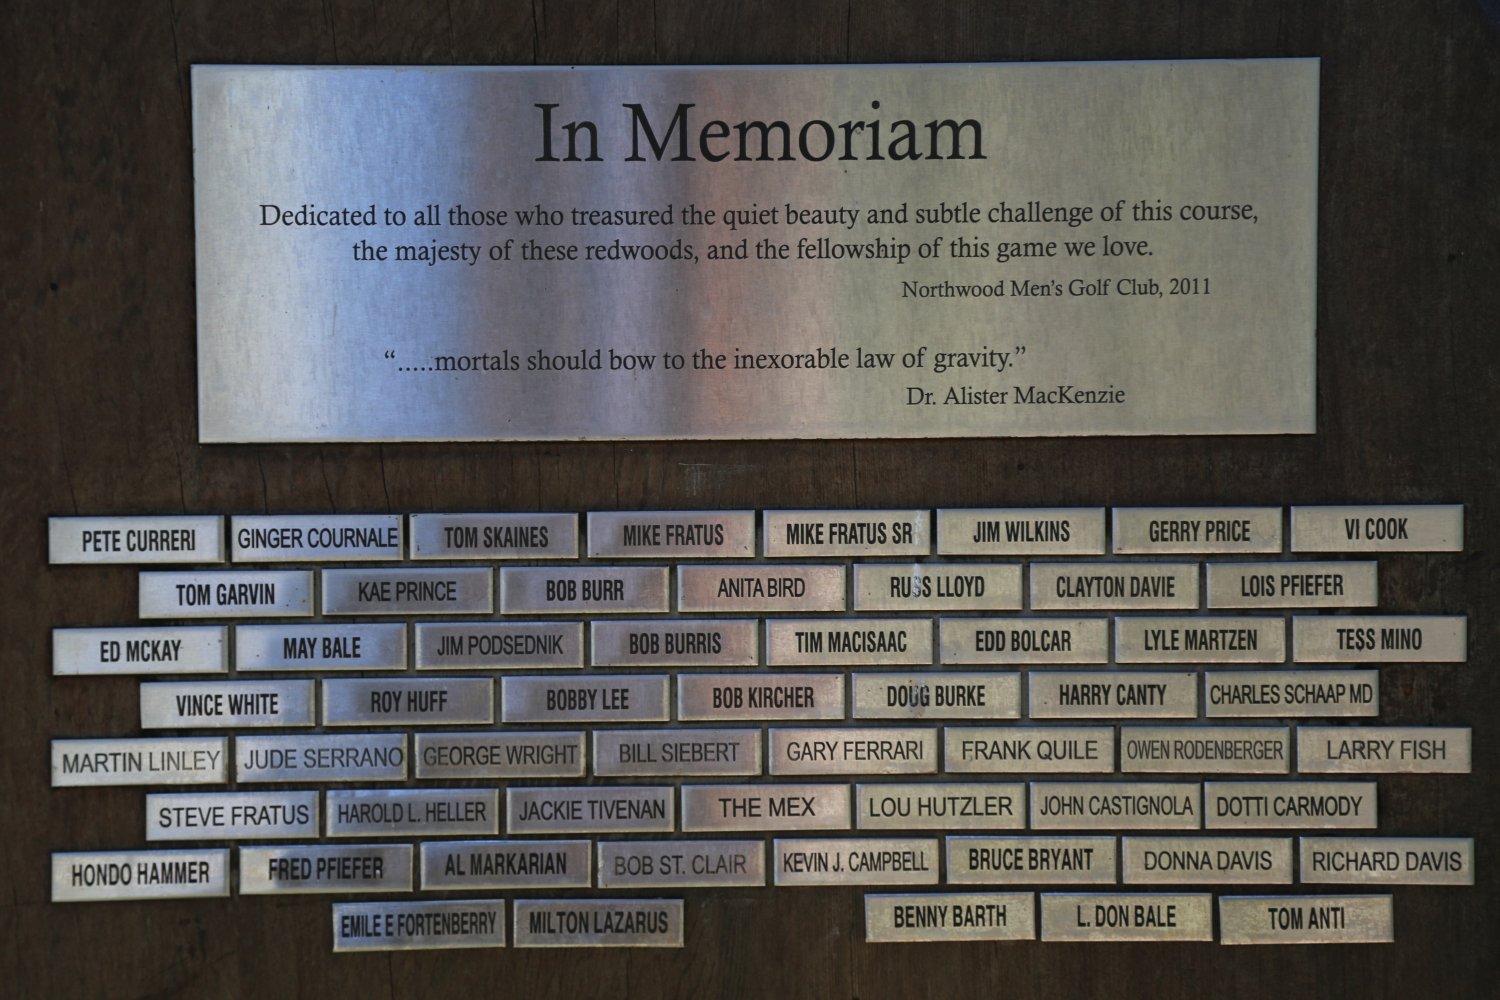 In Memoriam
Dedicated to all those who treasured the quiet beauty and subtle challenge of this course,
the majesty of these redwoods, and the fellowship of this game we love.
Northwood Men's Golf Club, 2011
“.....mortals should bow to the inexorable law of gravity.”
Dr. Alister MacKenzie
PETE CURRERI GINGER COURNALE TOM SKAINES MIKE FRATUS MIKE FRATUS SR JIM WILKINS GERRY PRICE VI COOK
TOM GARVIN KAE PRINCE BOB BURR ANITA BIRD RUSS LLOYD CLAYTON DAVIE LOIS PFIEFER
ED MCKAY MAY BALE JIM PODSEDNIK BOB BURRIS TIM MACISAAC EDD BOLCAR LYLE MARTZEN TESS MINO
VINCE WHITE ROY HUFF BOBBY LEE BOB KIRCHER DOUG BURKE HARRY CANTY CHARLES SCHAAP MD
MARTIN LINLEY JUDE SERRANO GEORGE WRIGHT BILL SIEBERT GARY FERRARI FRANK QUILE OWEN RODENBERGER LARRY FISH
STEVE FRATUS HAROLD L. HELLER JACKIE TIVENAN THE MEX LOU HUTZLER JOHN CASTIGNOLA DOTTI CARMODY
HONDO HAMMER FRED PFIEFER AL MARKARIAN BOB ST. CLAIR KEVIN J. CAMPBELL BRUCE BRYANT DONNA DAVIS RICHARD DAVIS
EMILE E FORTENBERRY MILTON LAZARUS BENNY BARTH L. DON BALE TOM ANTI